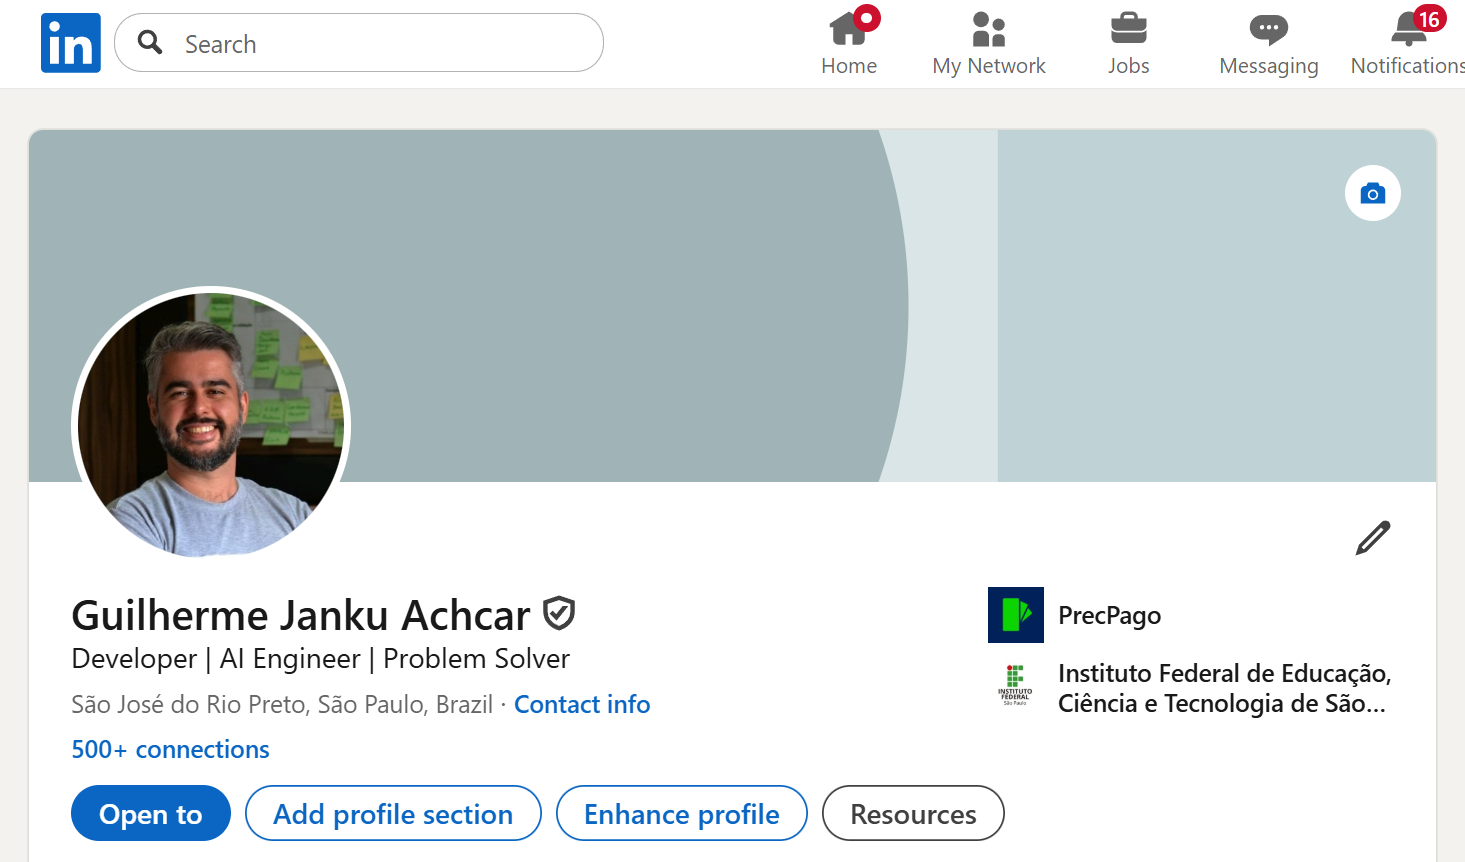 in
Search
Home
My Network
Jobs
Messaging
16
Notifications
Guilherme Janku Achcar
Developer | AI Engineer | Problem Solver
São José do Rio Preto, São Paulo, Brazil · Contact info
500+ connections
PrecPago
INSTITUTO
FEDERAL
São Paulo
Instituto Federal de Educação,
Ciência e Tecnologia de São...
Open to
Add profile section
Enhance profile
Resources